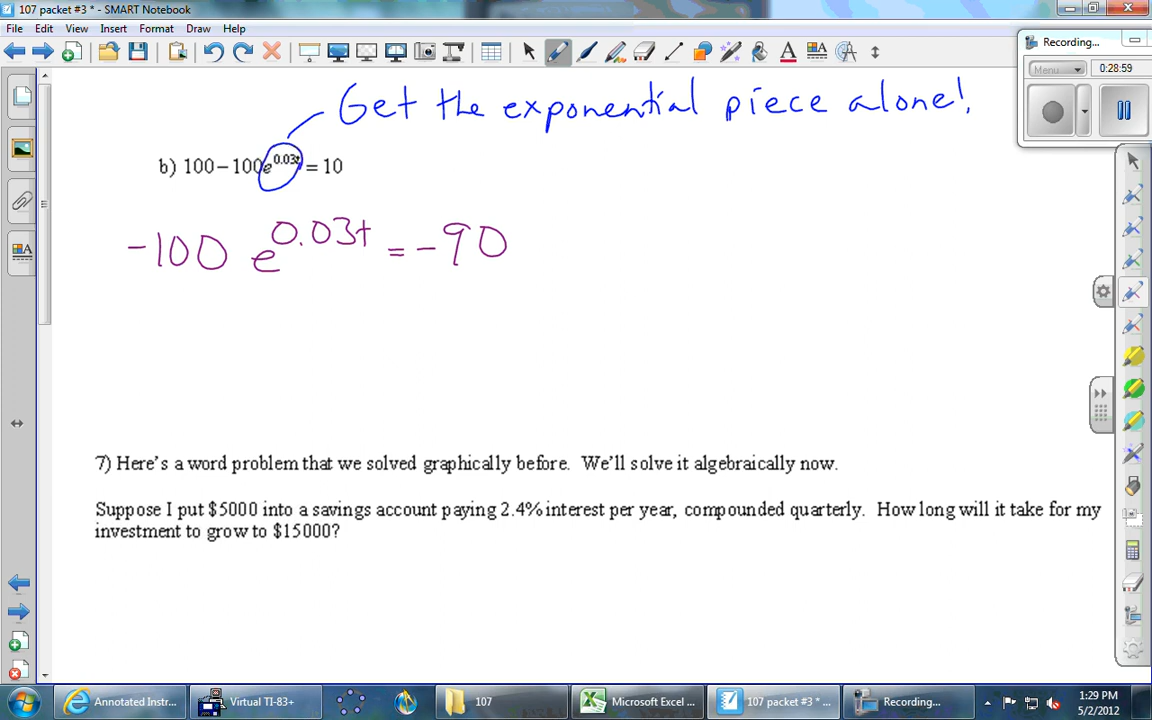 107 packet #3 * - SMART Notebook
File Edit View Insert Format Draw Help
Recording...
Menu
0:28:59
Get the exponential piece alone!
b) 100 - 100e^0.03t = 10
-100 e^0.03t = -90
7) Here's a word problem that we solved graphically before. We'll solve it algebraically now.
Suppose I put $5000 into a savings account paying 2.4% interest per year, compounded quarterly. How long will it take for my
investment to grow to $15000?
Annotated Instr...
Virtual TI-83+
107
Microsoft Excel ...
107 packet #3 * ...
Recording...
1:29 PM
5/2/2012